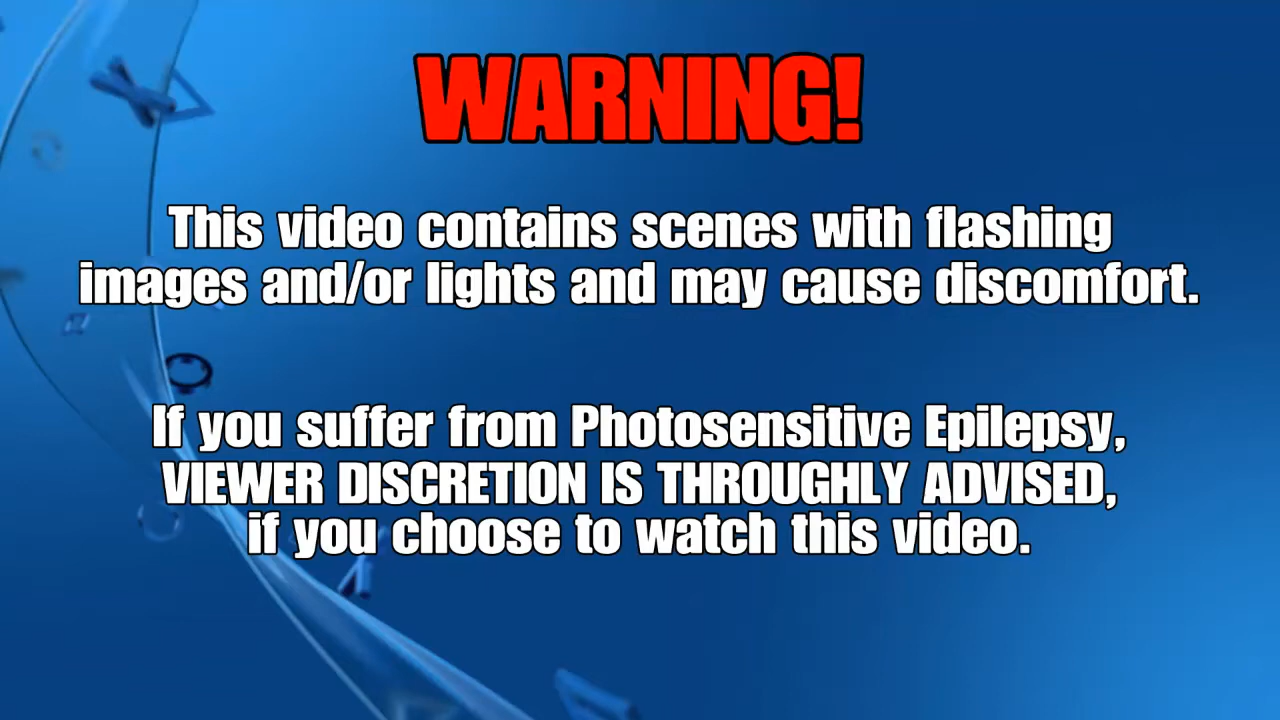 WARNING!
This video contains scenes with flashing
images and/or lights and may cause discomfort.
If you suffer from Photosensitive Epilepsy,
VIEWER DISCRETION IS THROUGHLY ADVISED,
if you choose to watch this video.